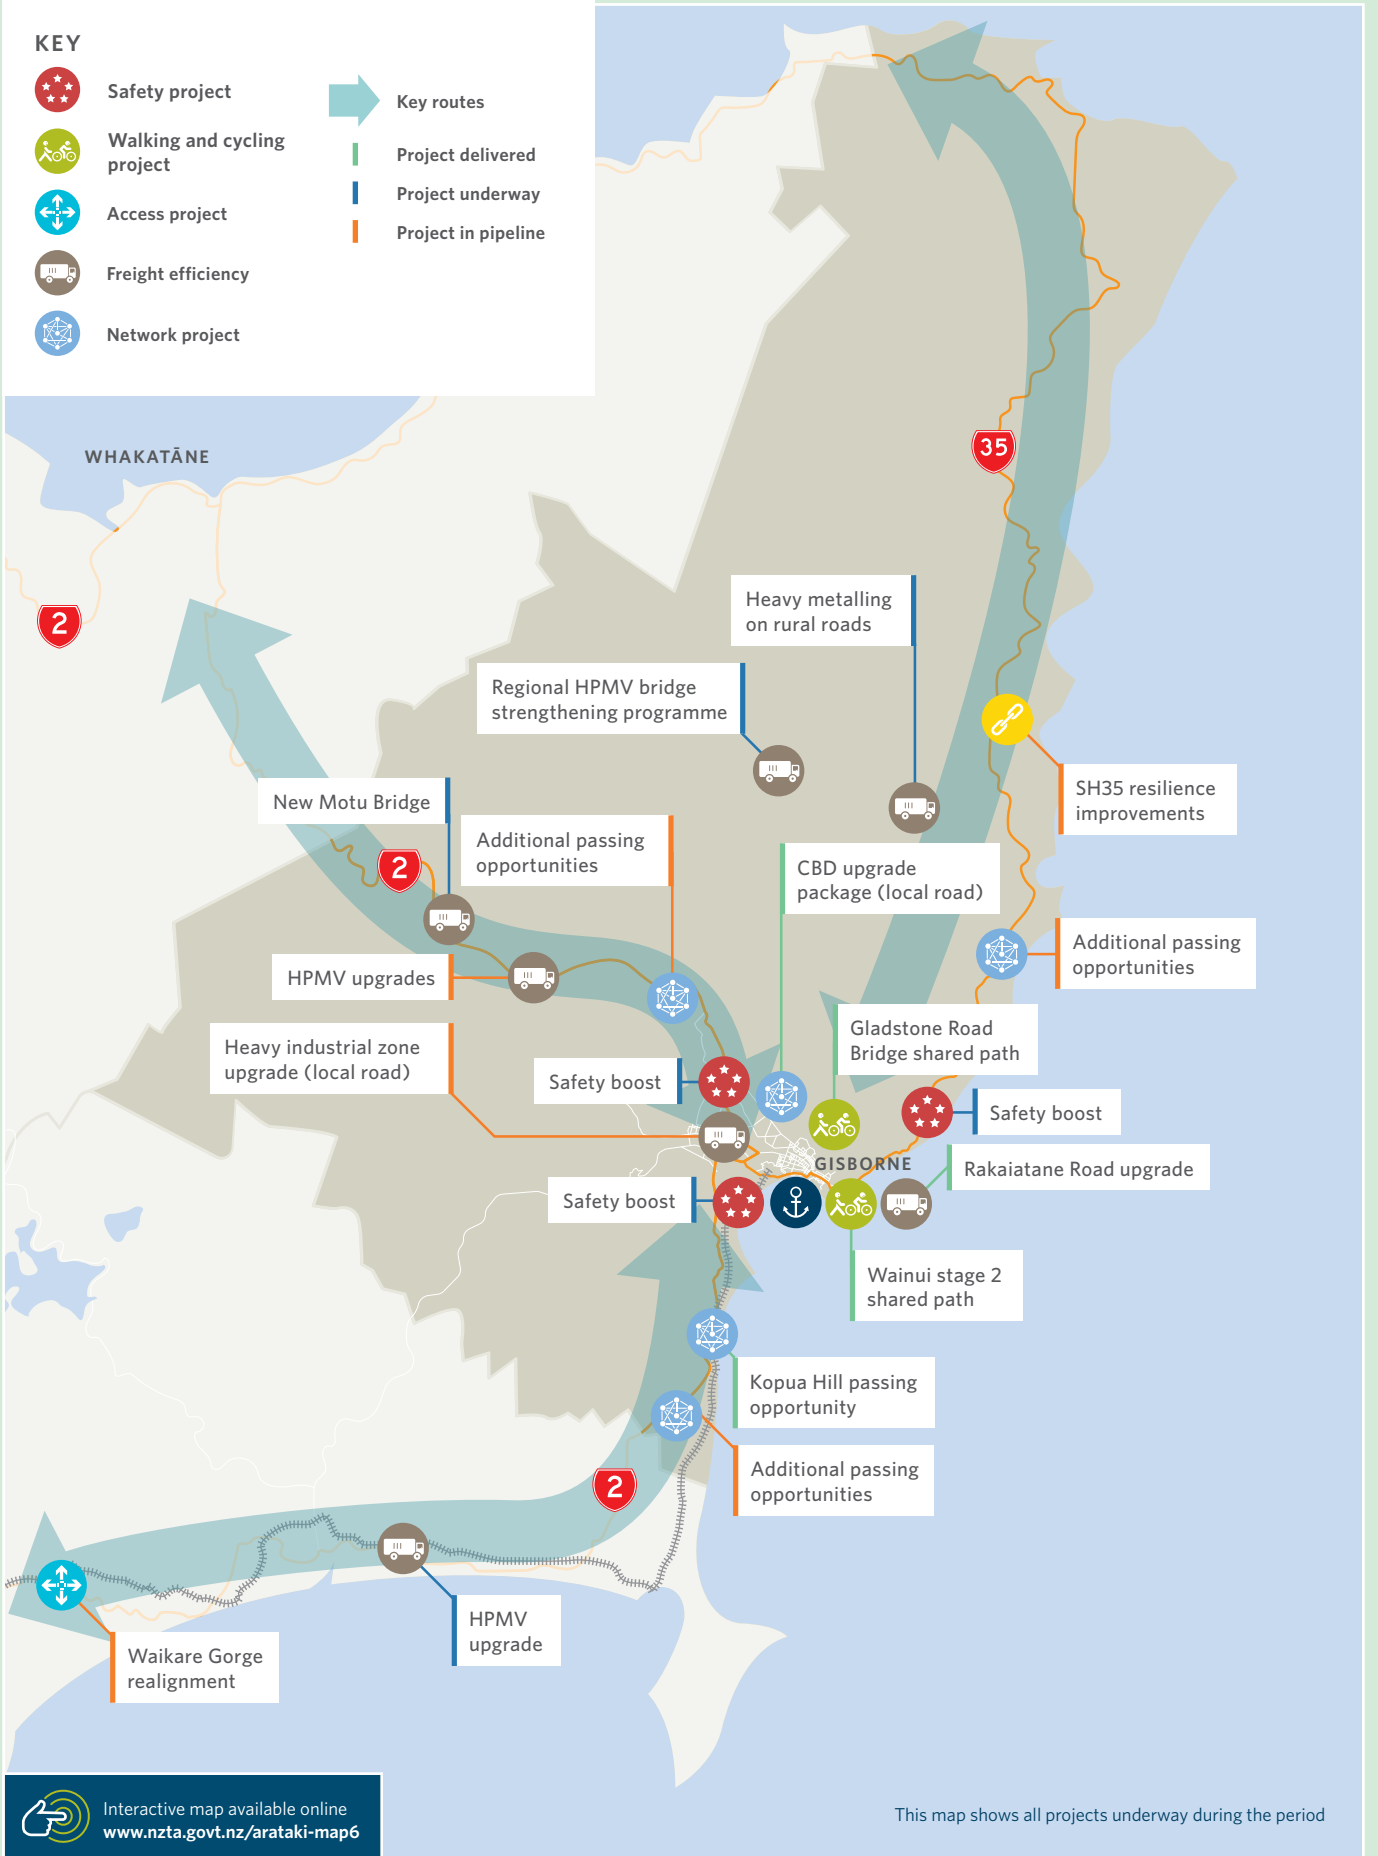 KEY
Safety project
Walking and cycling
project
Access project
Freight efficiency
Network project
Key routes
Project delivered
Project underway
Project in pipeline
WHAKATĀNE
35
2
Heavy metalling
on rural roads
Regional HPMV bridge
strengthening programme
SH35 resilience
improvements
New Motu Bridge
Additional passing
opportunities
2
CBD upgrade
package (local road)
Additional passing
opportunities
HPMV upgrades
Gladstone Road
Bridge shared path
Heavy industrial zone
upgrade (local road)
Safety boost
Safety boost
GISBORNE
Rakaiatane Road upgrade
Safety boost
Wainui stage 2
shared path
Kopua Hill passing
opportunity
Additional passing
opportunities
2
HPMV
upgrade
Waikare Gorge
realignment
Interactive map available online
www.nzta.govt.nz/arataki-map6
This map shows all projects underway during the period